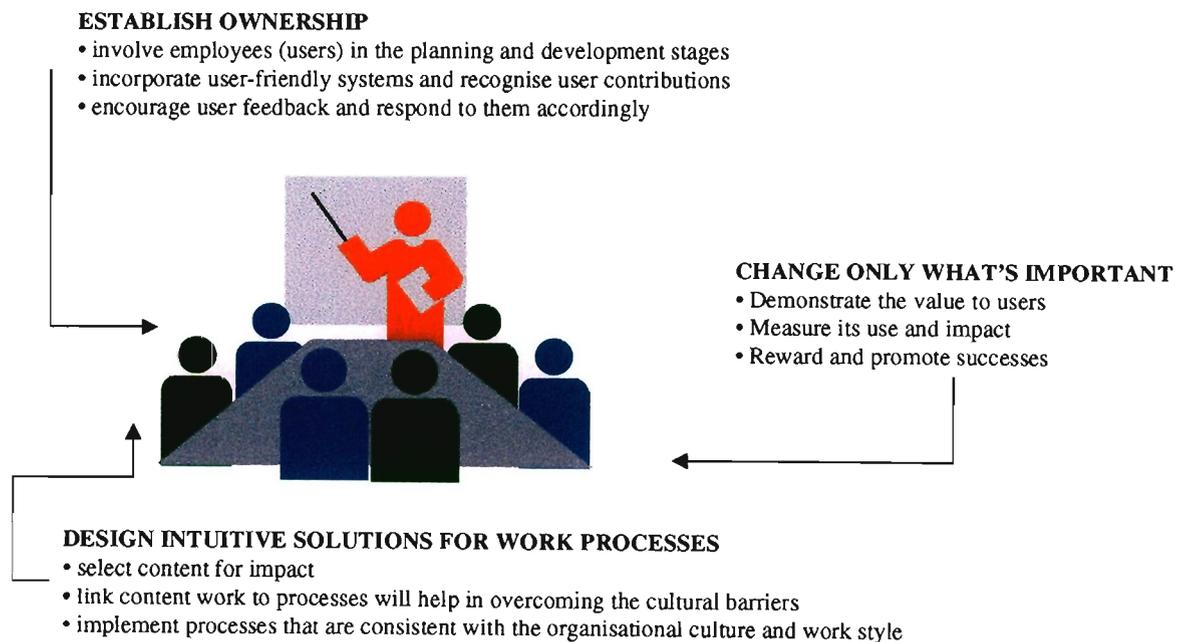 ESTABLISH OWNERSHIP
• involve employees (users) in the planning and development stages
• incorporate user-friendly systems and recognise user contributions
• encourage user feedback and respond to them accordingly
CHANGE ONLY WHAT'S IMPORTANT
• Demonstrate the value to users
• Measure its use and impact
• Reward and promote successes
DESIGN INTUITIVE SOLUTIONS FOR WORK PROCESSES
• select content for impact
• link content work to processes will help in overcoming the cultural barriers
• implement processes that are consistent with the organisational culture and work style